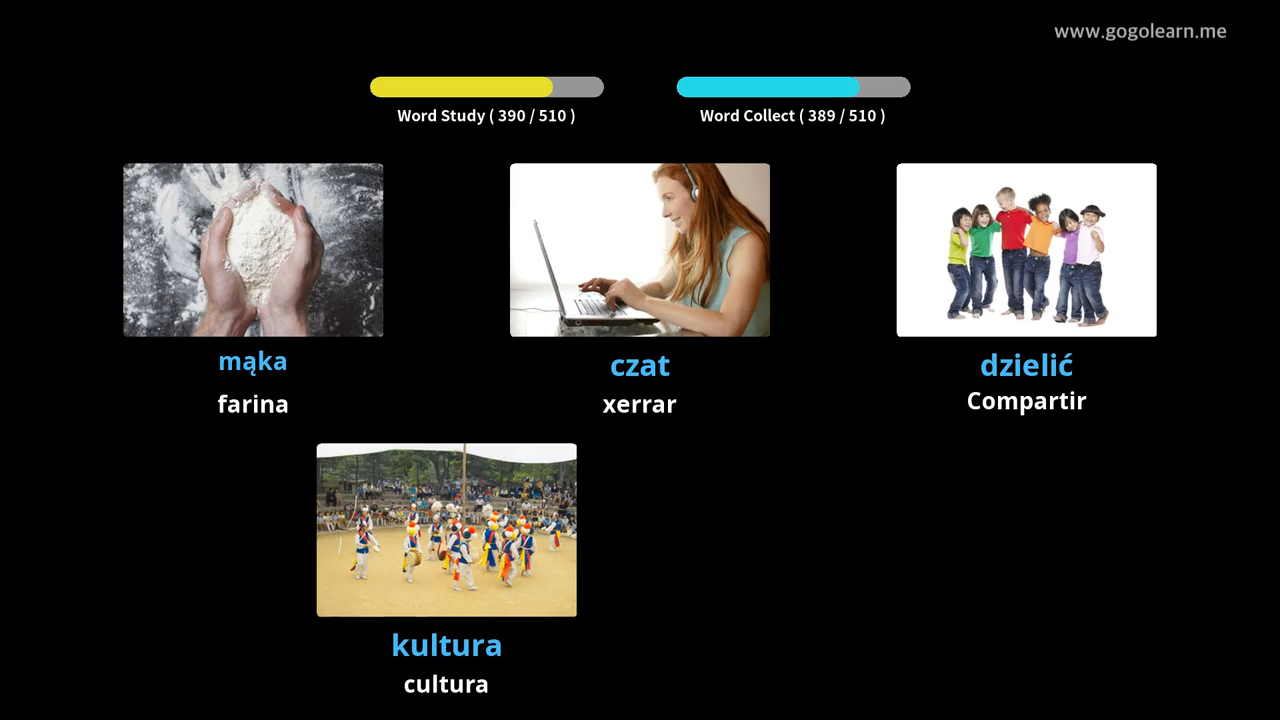 www.gogolearn.me
Word Study ( 390 / 510 )
Word Collect ( 389 / 510 )
mąka
farina
czat
xerrar
dzielić
Compartir
kultura
cultura